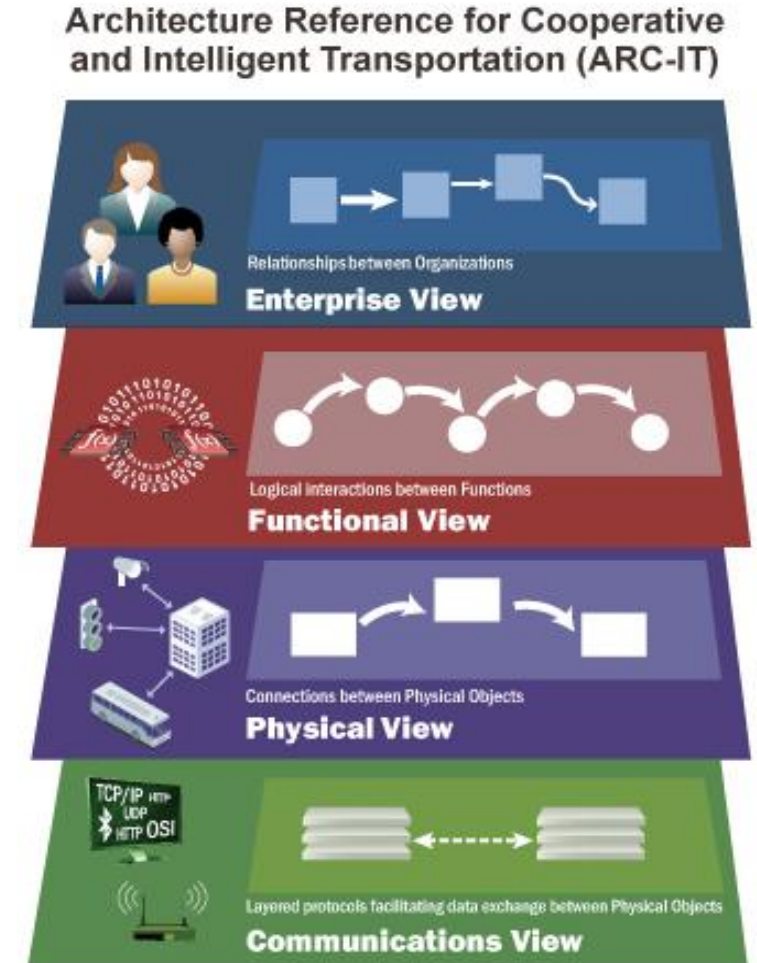 Architecture Reference for Cooperative
and Intelligent Transportation (ARC-IT)
Relationships between Organizations
Enterprise View
f(x) f(x)
Logical interactions between Functions
Functional View
Connections between Physical Objects
Physical View
TCP/IP HTTP
UDP
HTTP OSI
Layered protocols facilitating data exchange between Physical Objects
Communications View